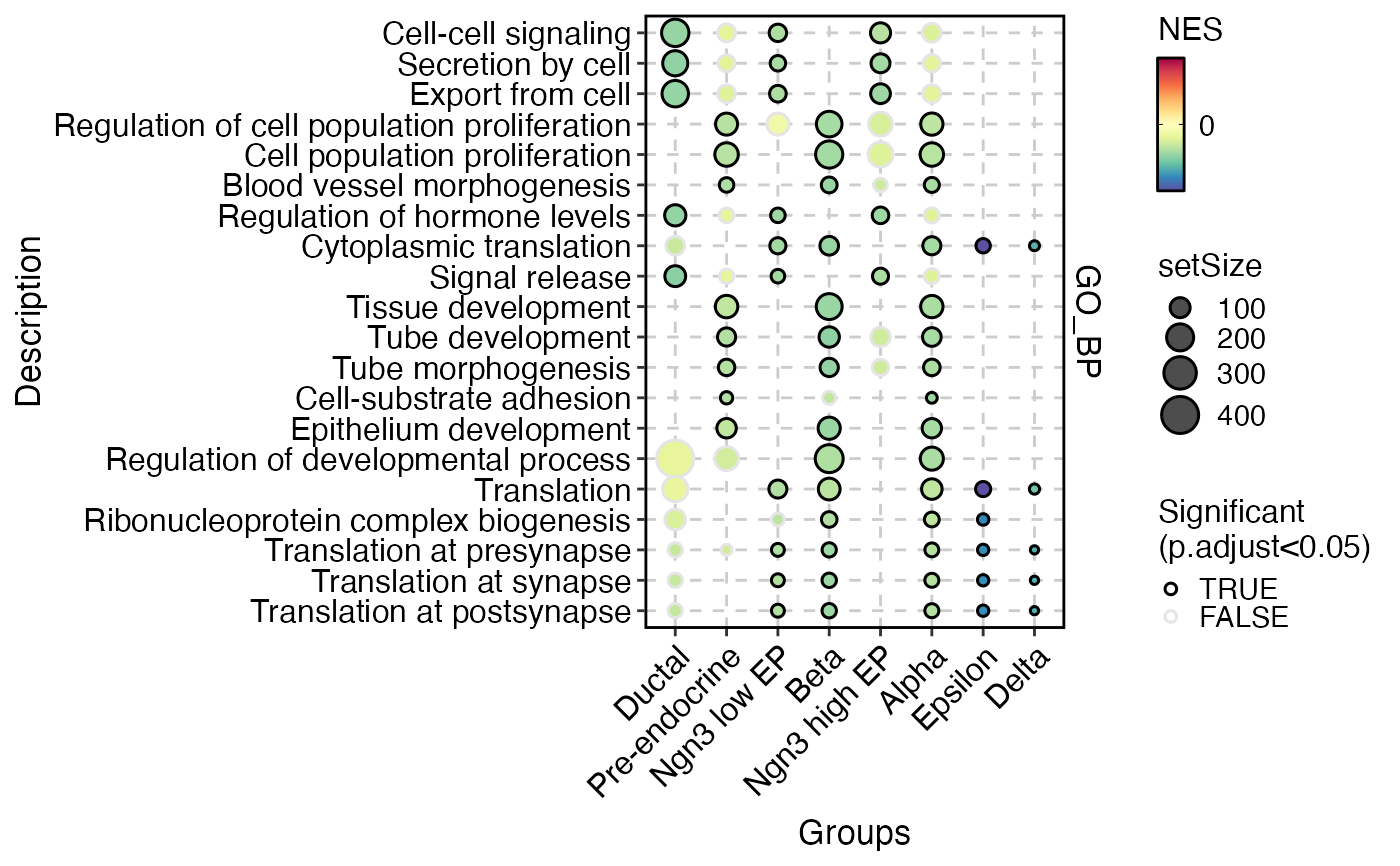 Description
Cell-cell signaling
Secretion by cell
Export from cell
Regulation of cell population proliferation
Cell population proliferation
Blood vessel morphogenesis
Regulation of hormone levels
Cytoplasmic translation
Signal release
Tissue development
Tube development
Tube morphogenesis
Cell-substrate adhesion
Epithelium development
Regulation of developmental process
Translation
Ribonucleoprotein complex biogenesis
Translation at presynapse
Translation at synapse
Translation at postsynapse
GO_BP
Ductal
Pre-endocrine
Ngn3 low EP
Beta
Ngn3 high EP
Alpha
Epsilon
Delta
Groups
NES
0
setSize
100
200
300
400
Significant
(p.adjust<0.05)
TRUE
FALSE